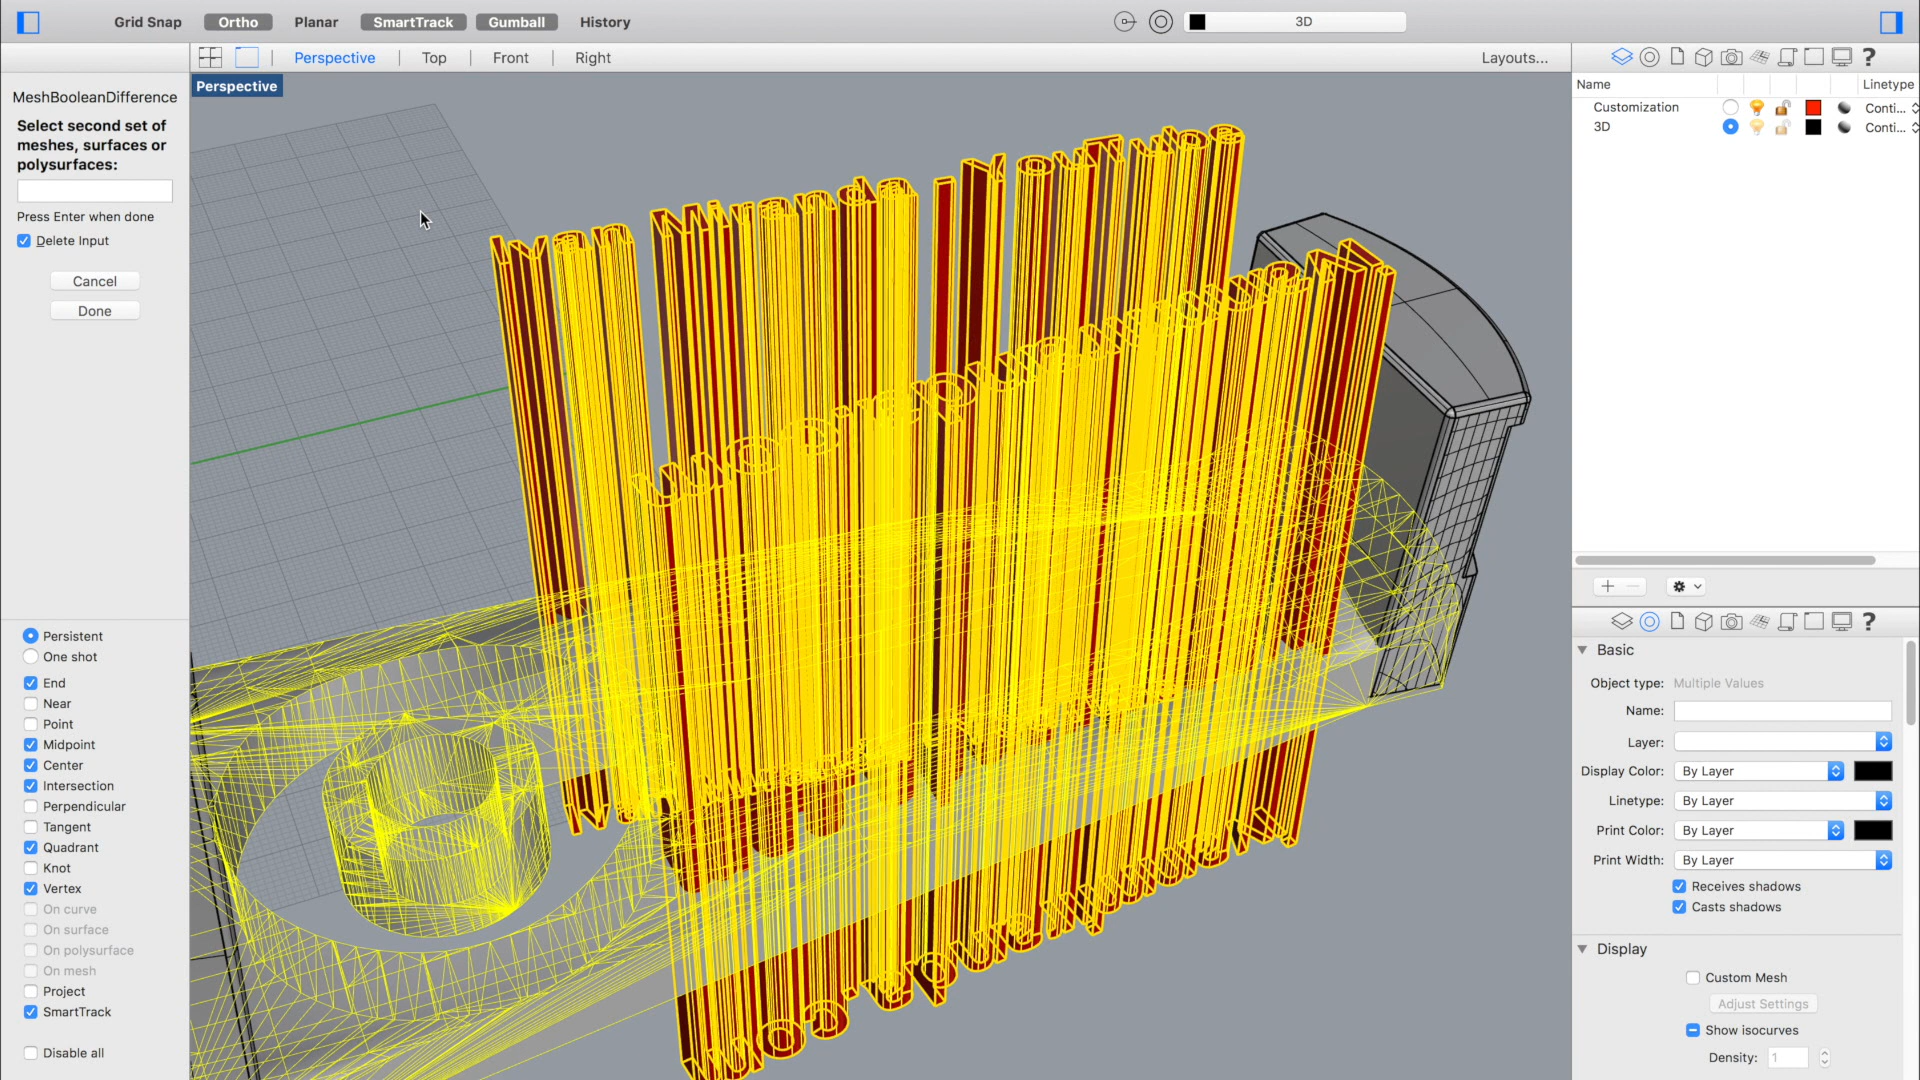 Grid Snap Ortho Planar SmartTrack Gumball History 3D
Perspective Top Front Right Layouts...
Perspective
MeshBooleanDifference
Select second set of
meshes, surfaces or
polysurfaces:
Press Enter when done
Delete Input
Cancel
Done
Persistent
One shot
End
Near
Point
Midpoint
Center
Intersection
Perpendicular
Tangent
Quadrant
Knot
Vertex
On curve
On surface
On polysurface
On mesh
Project
SmartTrack
Disable all
Name Linetype
Customization Conti...
3D Conti...
Basic
Object type: Multiple Values
Name:
Layer:
Display Color: By Layer
Linetype: By Layer
Print Color: By Layer
Print Width: By Layer
Receives shadows
Casts shadows
Display
Custom Mesh
Adjust Settings
Show isocurves
Density: 1